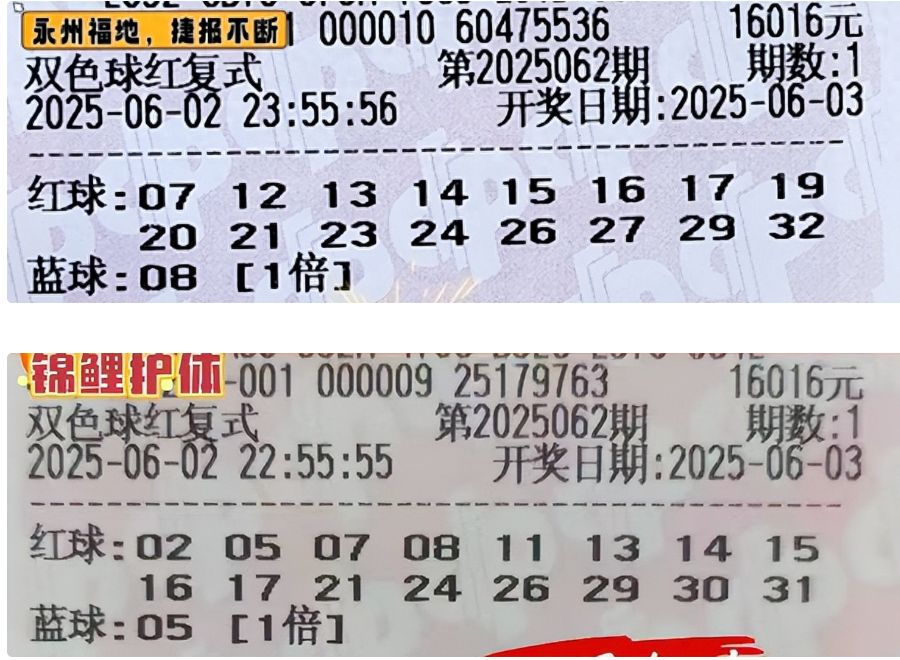 永州福地，捷报不断
000010 60475536 16016元
双色球红复式 第2025062期 期数:1
2025-06-02 23:55:56 开奖日期:2025-06-03
红球:07 12 13 14 15 16 17 19
20 21 23 24 26 27 29 32
蓝球:08 [1倍]
锦鲤护体
-001 000009 25179763 16016元
双色球红复式 第2025062期 期数:1
2025-06-02 22:55:55 开奖日期:2025-06-03
红球:02 05 07 08 11 13 14 15
16 17 21 24 26 29 30 31
蓝球:05 [1倍]